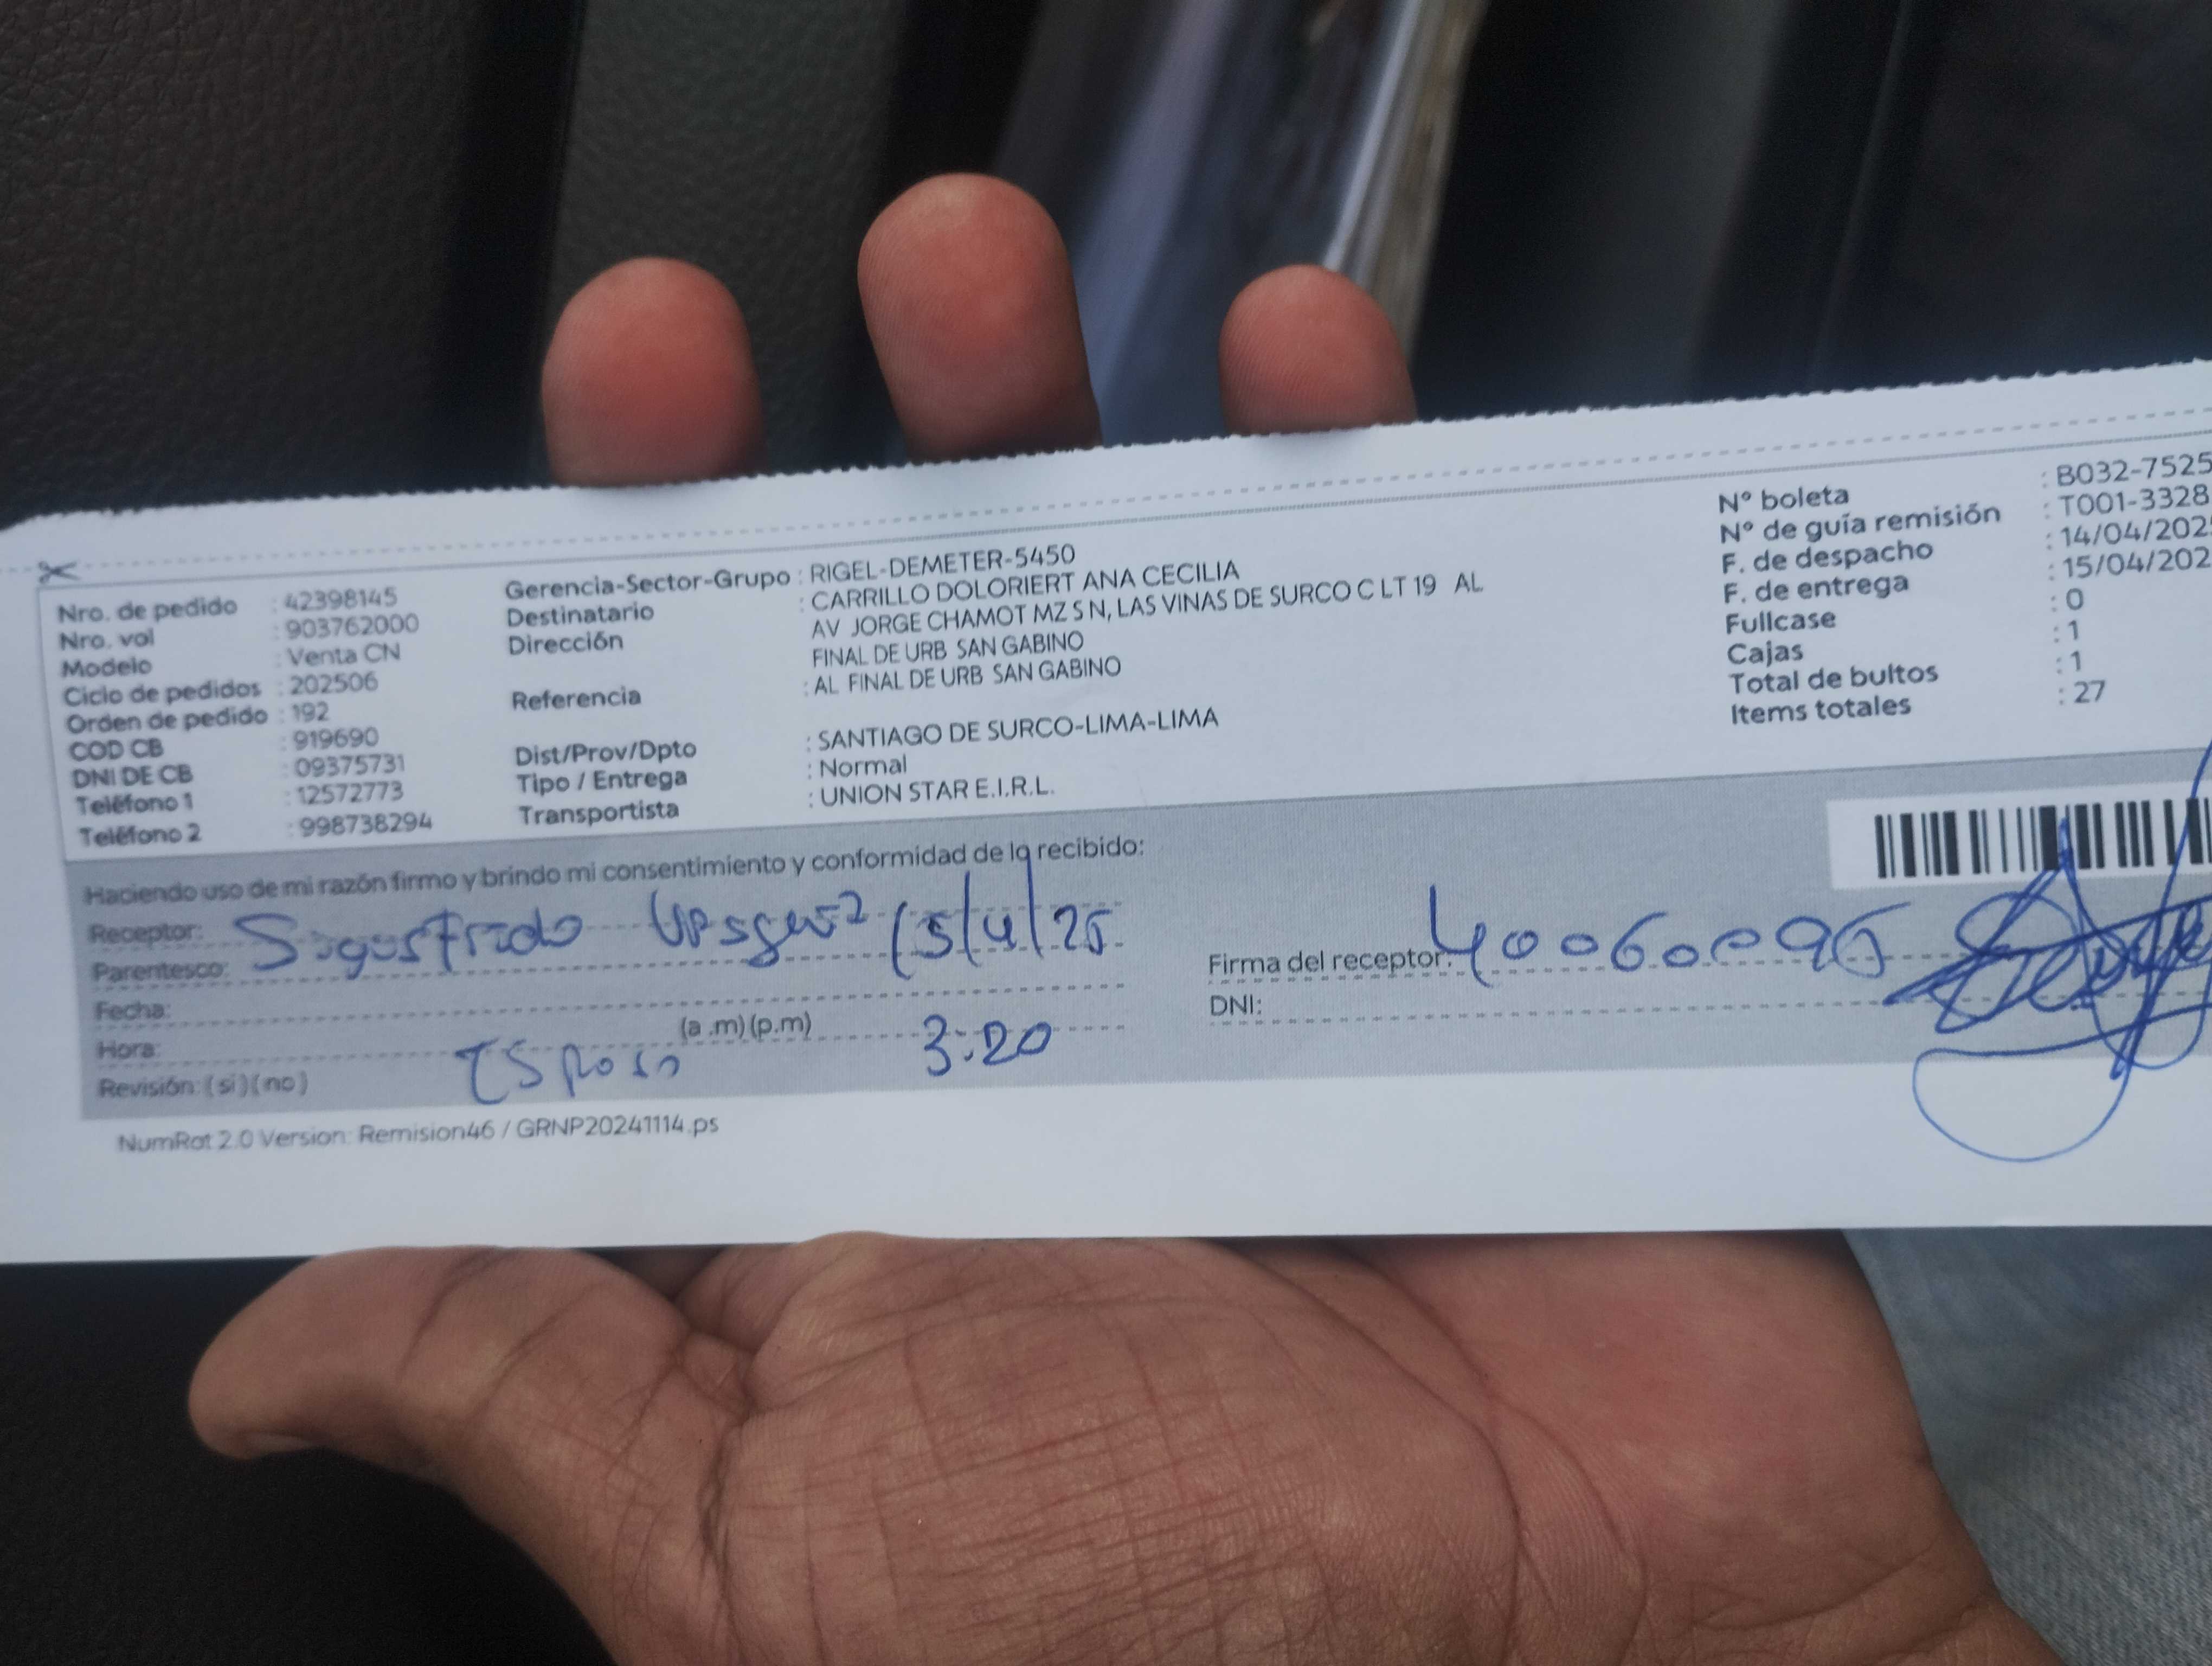 Nro. de pedido : 42398145
Nro. vol : 903762000
Modelo : Venta CN
Ciclo de pedidos : 202506
Orden de pedido : 192
COD CB : 919690
DNI DE CB : 09375731
Teléfono 1 : 12572773
Teléfono 2 : 998738294
Gerencia-Sector-Grupo : RIGEL-DEMETER-5450
Destinatario : CARRILLO DOLORIERT ANA CECILIA
Dirección : AV JORGE CHAMOT MZ S N, LAS VINAS DE SURCO C LT 19 AL
FINAL DE URB SAN GABINO
Referencia : AL FINAL DE URB SAN GABINO
Dist/Prov/Dpto : SANTIAGO DE SURCO-LIMA-LIMA
Tipo / Entrega : Normal
Transportista : UNION STAR E.I.R.L.
N° boleta : B032-7525
N° de guía remisión : T001-3328
F. de despacho : 14/04/202
F. de entrega : 15/04/202
Fullcase : 0
Cajas : 1
Total de bultos : 1
Items totales : 27
Haciendo uso de mi razón firmo y brindo mi consentimiento y conformidad de lo recibido:
Receptor: 15/4/25
Parentesco:
Fecha:
Hora: (a .m) (p.m) 3:20
Revisión: ( si ) ( no ) Esposo
Firma del receptor:
DNI:
NumRot 2.0 Version: Remision46 / GRNP20241114.ps